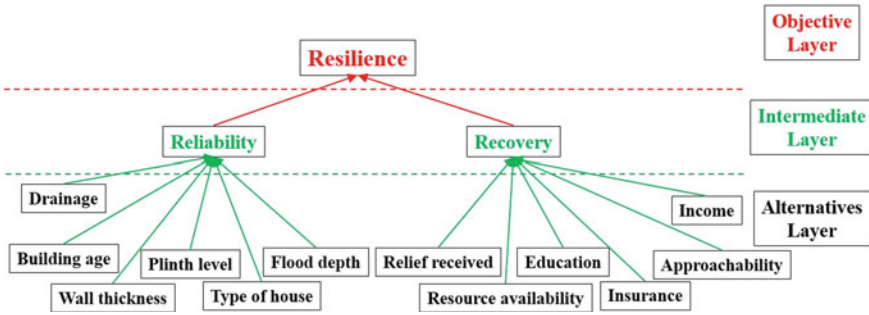 Objective
Layer
Resilience
Intermediate
Layer
Reliability
Recovery
Drainage
Income
Alternatives
Layer
Building age
Plinth level
Flood depth
Relief received
Education
Approachability
Wall thickness
Type of house
Resource availability
Insurance